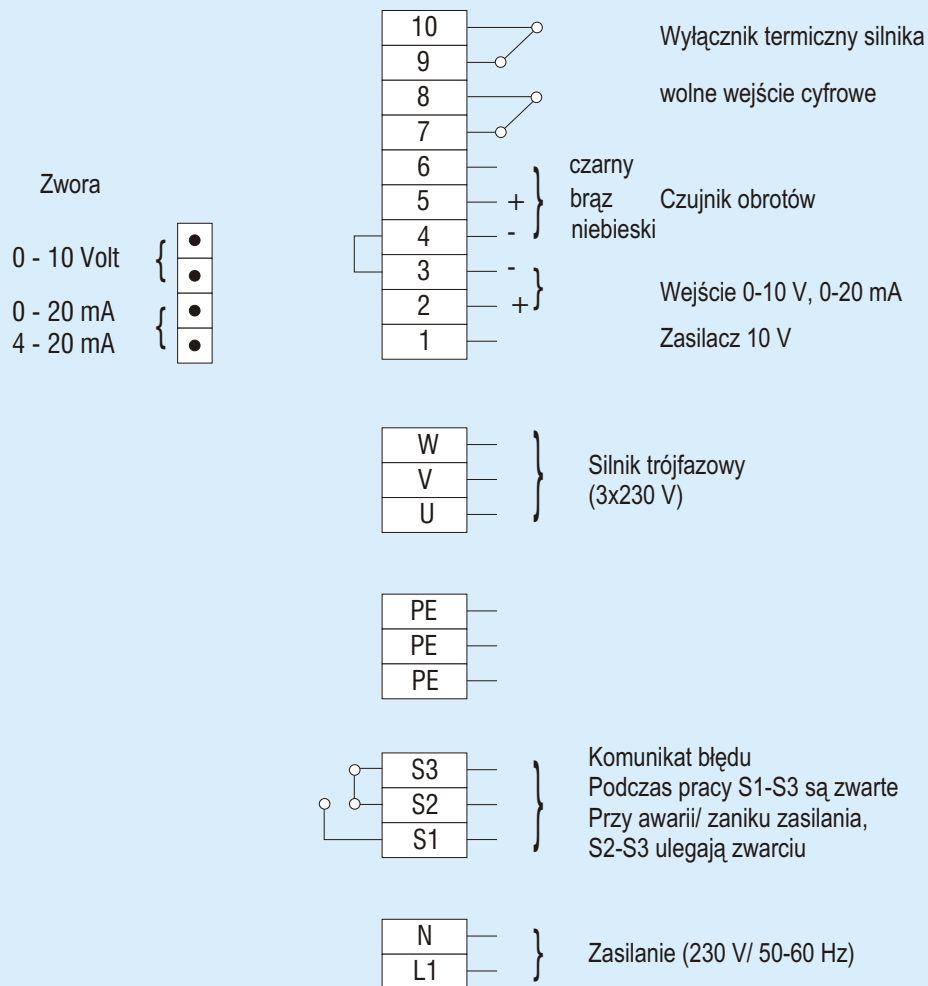 10
Wyłącznik termiczny silnika
9
8
wolne wejście cyfrowe
7
6
czarny
Zwora
5
+
brąz
Czujnik obrotów
4
-
niebieski
0 - 10 Volt
3
-
2
+
Wejście 0-10 V, 0-20 mA
0 - 20 mA
4 - 20 mA
1
Zasilacz 10 V
W
V
U
Silnik trójfazowy
(3x230 V)
PE
PE
PE
S3
S2
S1
Komunikat błędu
Podczas pracy S1-S3 są zwarte
Przy awarii/ zaniku zasilania,
S2-S3 ulegają zwarciu
N
L1
Zasilanie (230 V/ 50-60 Hz)